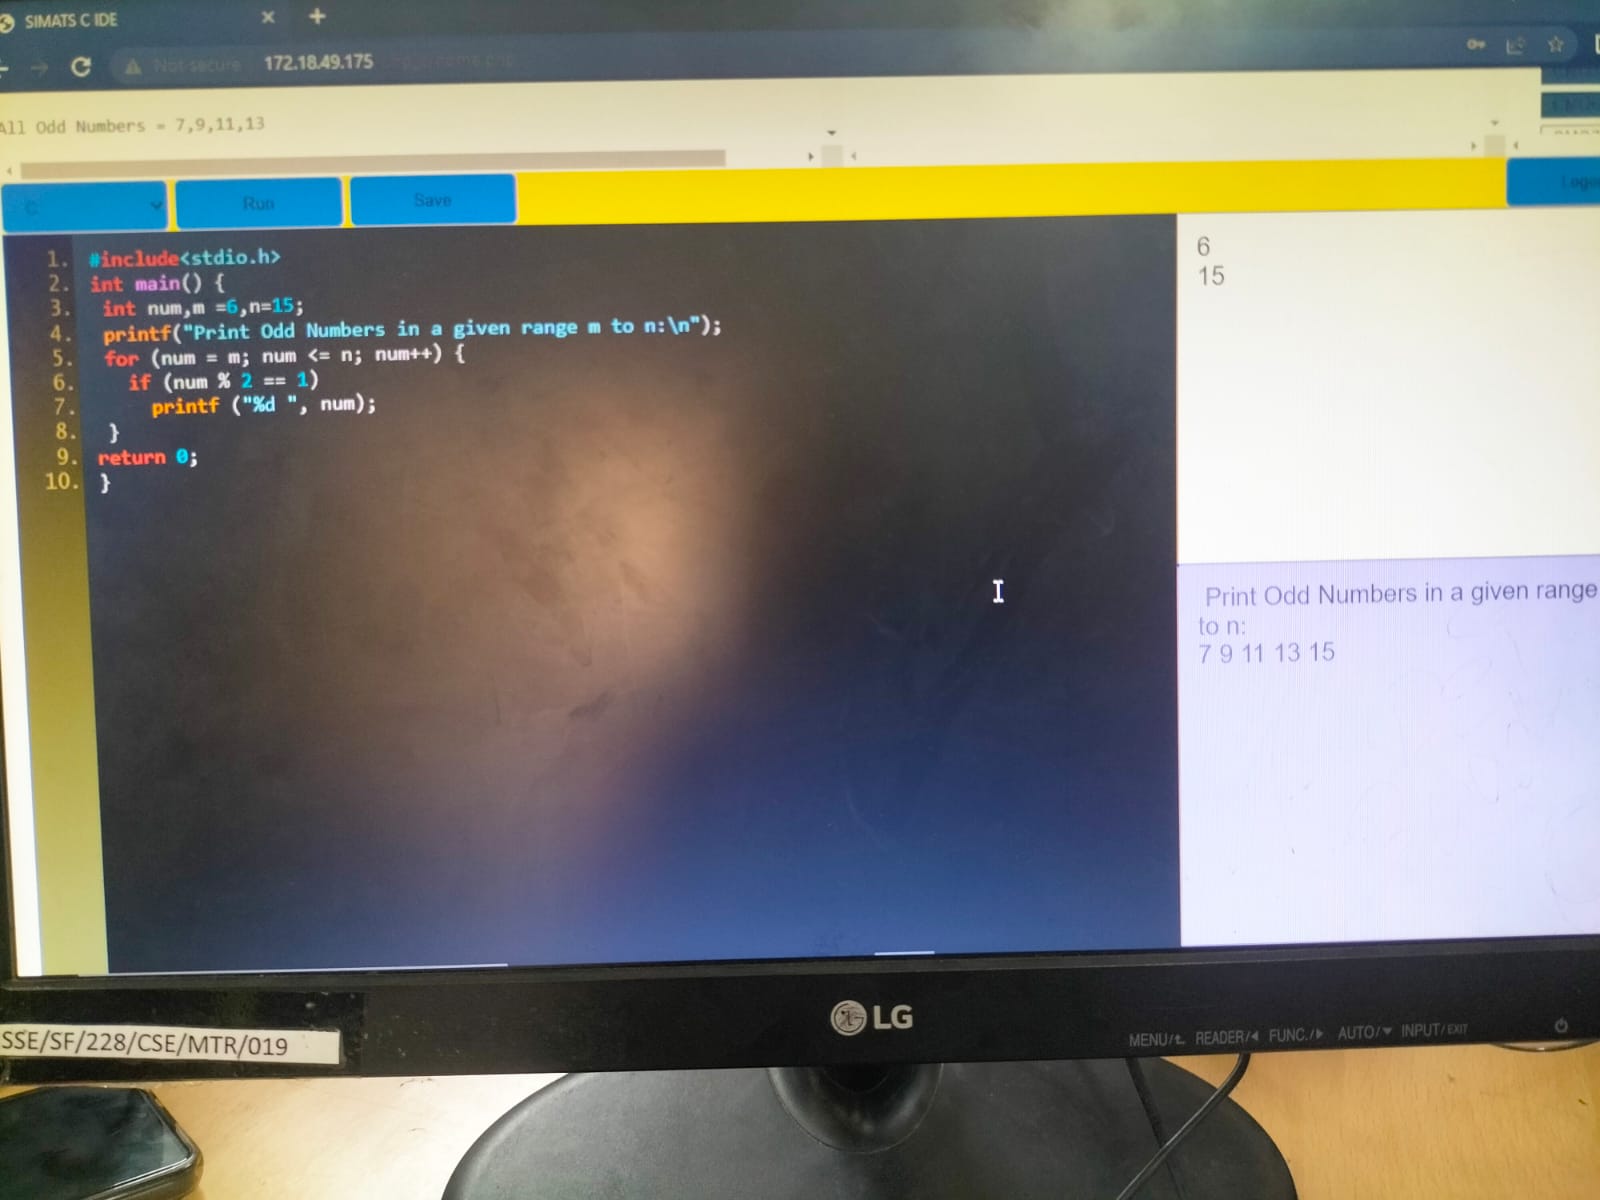 SIMATS C IDE
Not secure 172.18.49.175
All Odd Numbers = 7,9,11,13
C Run Save
1. #include<stdio.h>
2. int main() {
3. int num,m =6,n=15;
4. printf("Print Odd Numbers in a given range m to n:\n");
5. for (num = m; num <= n; num++) {
6. if (num % 2 == 1)
7. printf ("%d ", num);
8. }
9. return 0;
10. }
6
15
Print Odd Numbers in a given range
to n:
7 9 11 13 15
LG
MENU/ READER/ FUNC./ AUTO/ INPUT/EXIT
SSE/SF/228/CSE/MTR/019